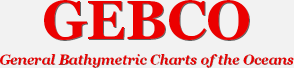 GEBCO
General Bathymetric Charts of the Oceans